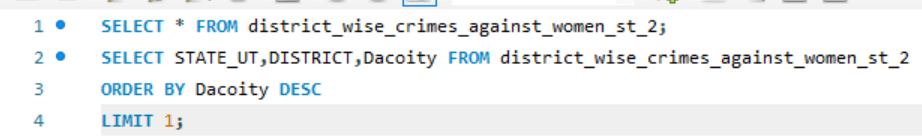 1 SELECT * FROM district_wise_crimes_against_women_st_2;
2 SELECT STATE_UT,DISTRICT,Dacoity FROM district_wise_crimes_against_women_st_2
3 ORDER BY Dacoity DESC
4 LIMIT 1;